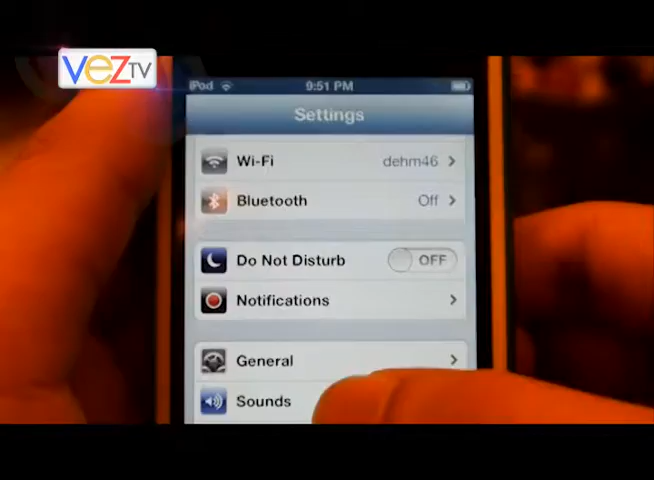 vezTV
iPod 9:51 PM
Settings
Wi-Fi dehm46
Bluetooth Off
Do Not Disturb OFF
Notifications
General
Sounds